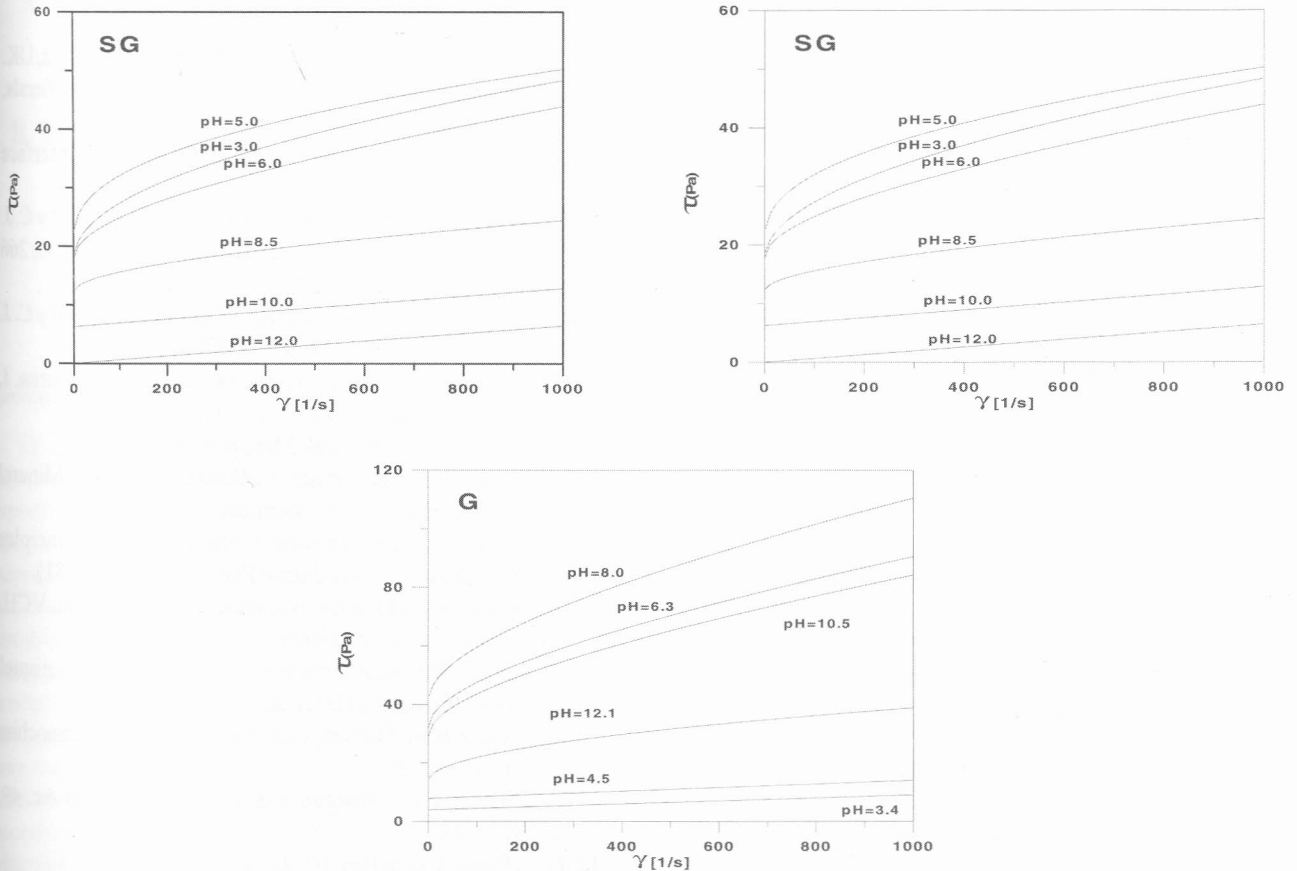 60
SG
40
20
0
pH=5.0
pH=3.0
pH=6.0
pH=8.5
pH=10.0
pH=12.0
τ(Pa)
0 200 400 600 800 1000
γ [1/s]
60
SG
40
20
0
pH=5.0
pH=3.0
pH=6.0
pH=8.5
pH=10.0
pH=12.0
τ(Pa)
0 200 400 600 800 1000
γ [1/s]
120
G
80
40
0
pH=8.0
pH=6.3
pH=10.5
pH=12.1
pH=4.5
pH=3.4
τ(Pa)
0 200 400 600 800 1000
γ [1/s]